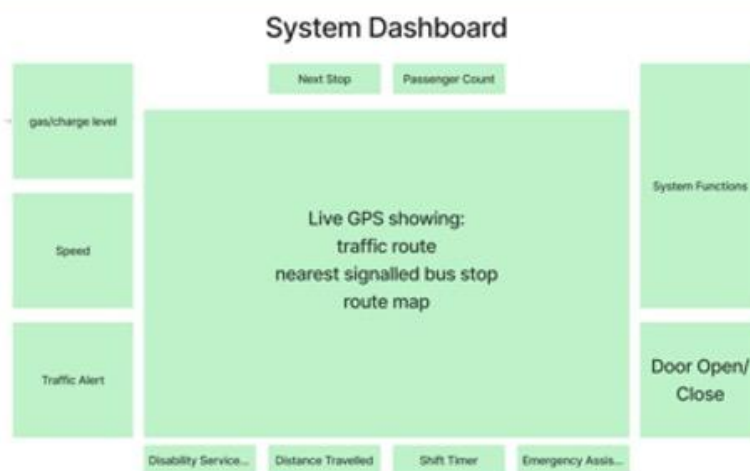 System Dashboard
Next Stop
Passenger Count
gas/charge level
Speed
Traffic Alert
Live GPS showing:
traffic route
nearest signalled bus stop
route map
System Functions
Door Open/
Close
Disability Service...
Distance Travelled
Shift Timer
Emergency Assis...